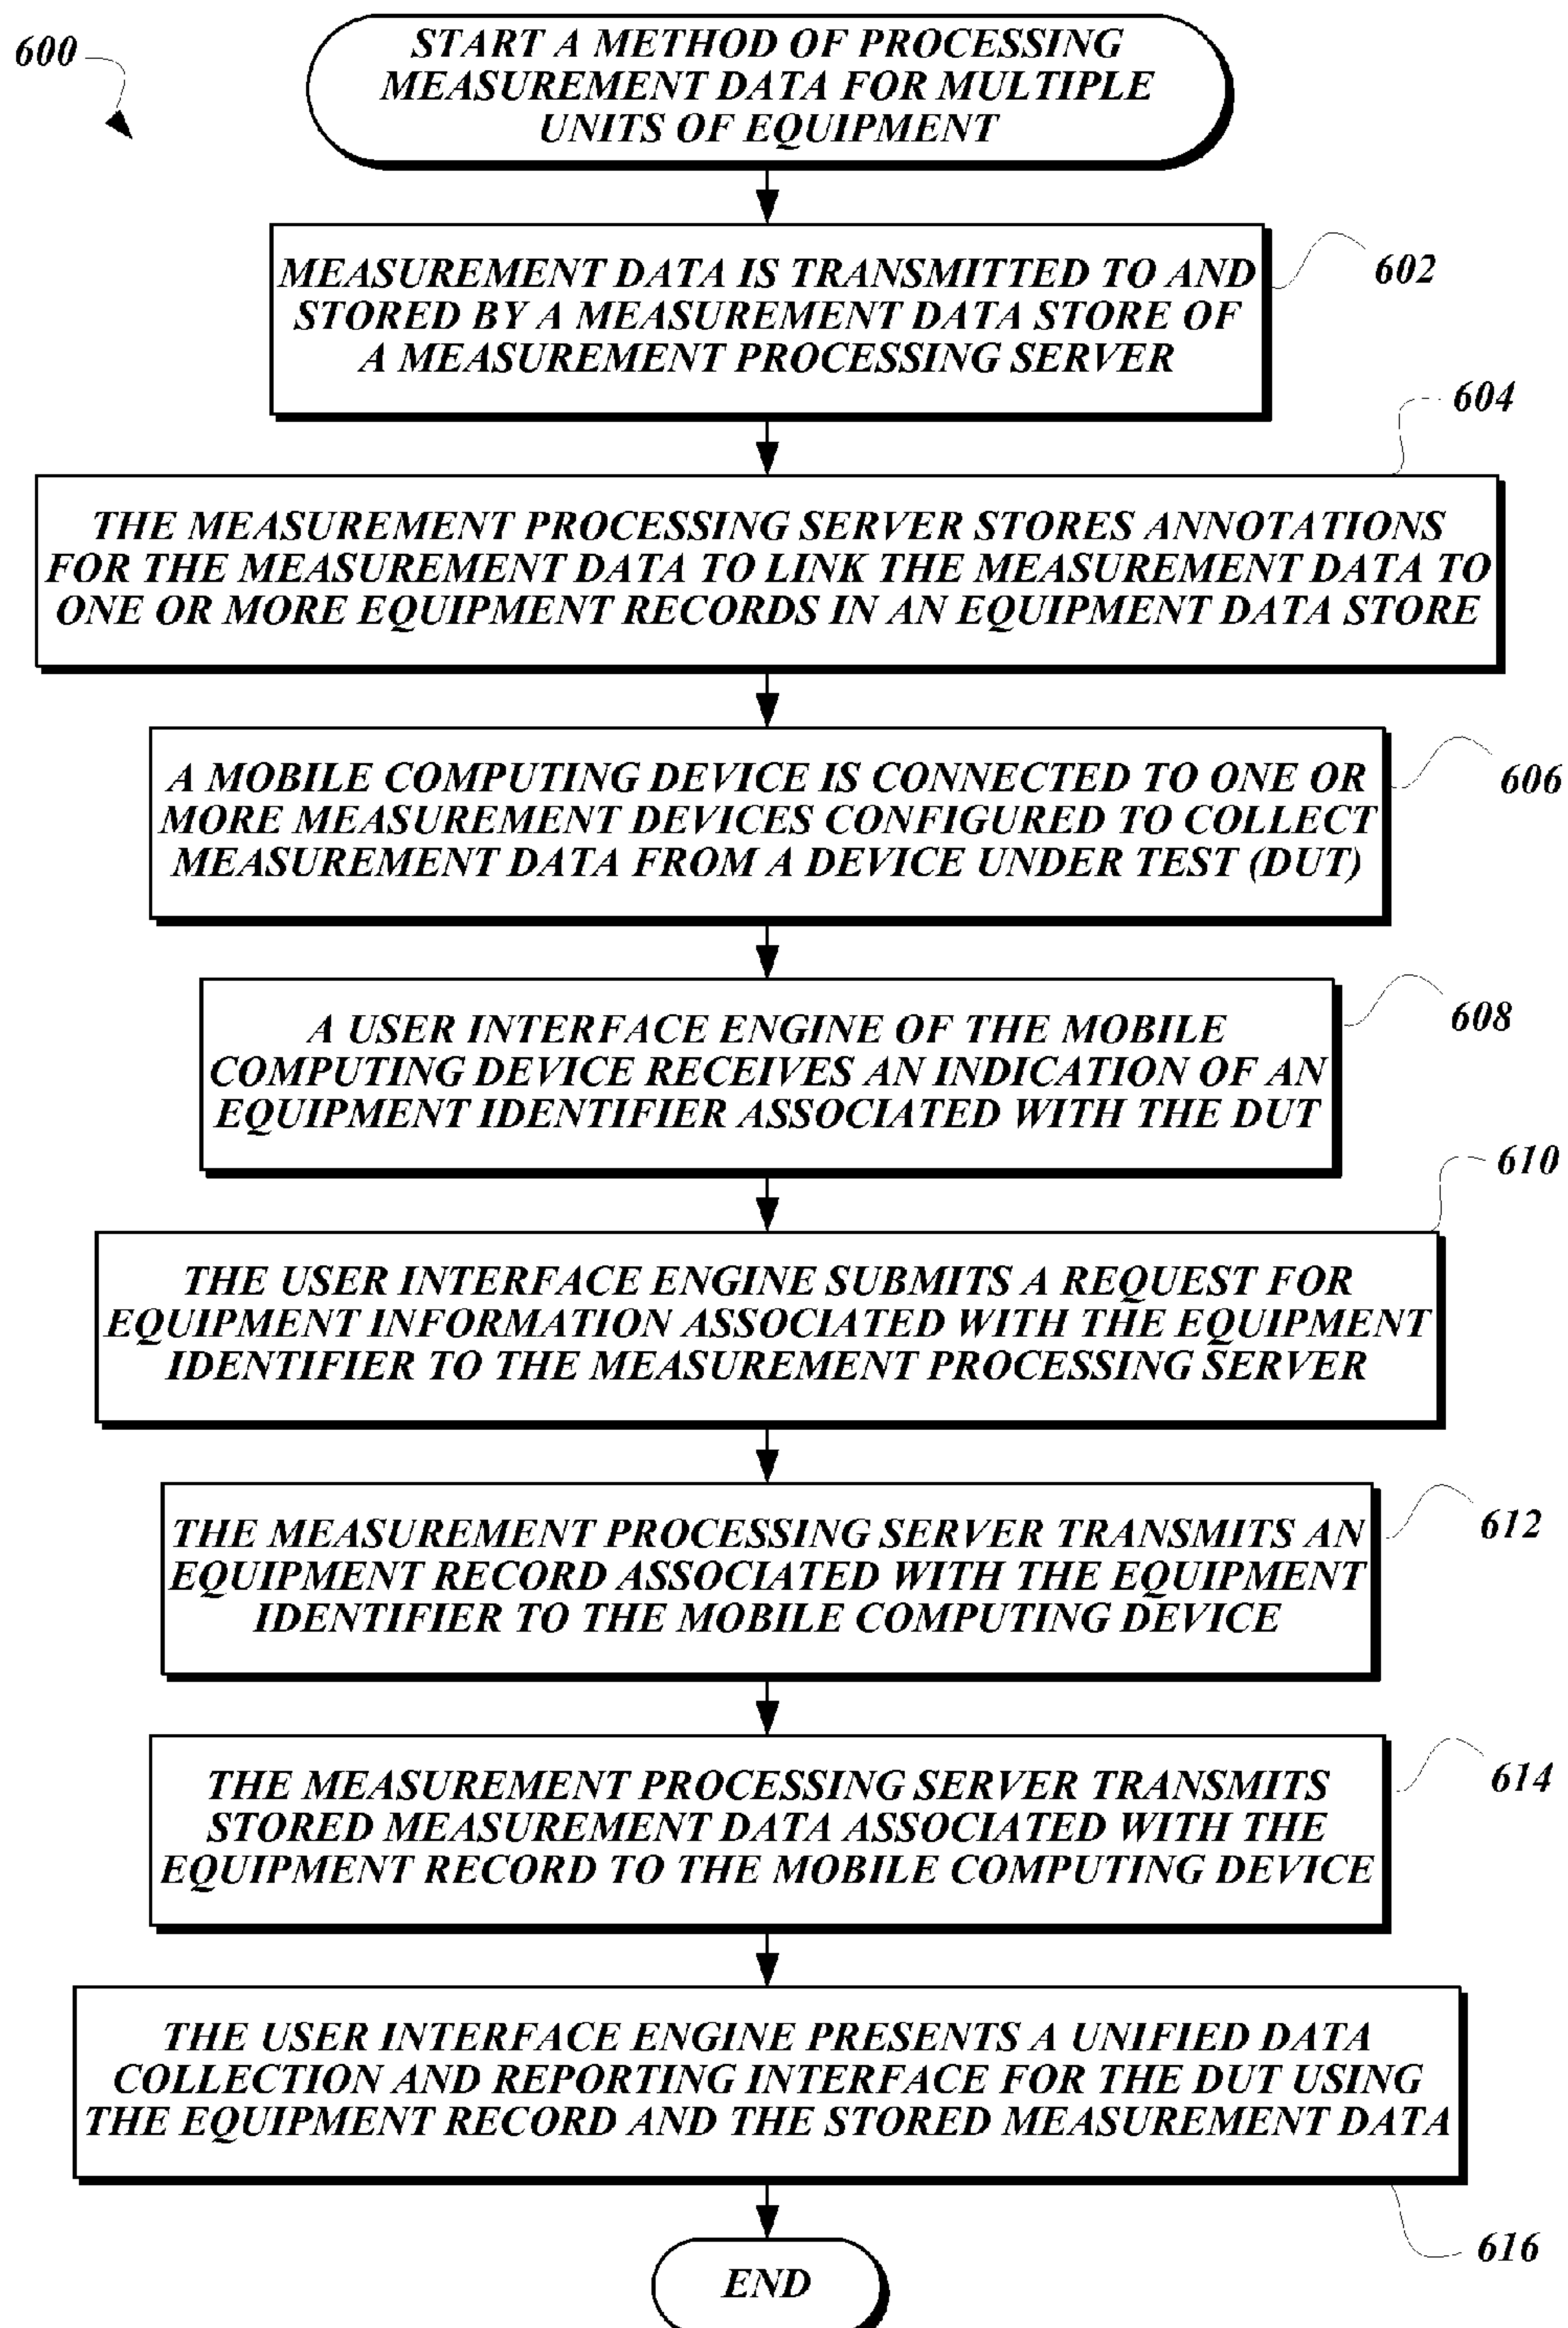 600
START A METHOD OF PROCESSING
MEASUREMENT DATA FOR MULTIPLE
UNITS OF EQUIPMENT
MEASUREMENT DATA IS TRANSMITTED TO AND
STORED BY A MEASUREMENT DATA STORE OF
A MEASUREMENT PROCESSING SERVER
602
604
THE MEASUREMENT PROCESSING SERVER STORES ANNOTATIONS
FOR THE MEASUREMENT DATA TO LINK THE MEASUREMENT DATA TO
ONE OR MORE EQUIPMENT RECORDS IN AN EQUIPMENT DATA STORE
A MOBILE COMPUTING DEVICE IS CONNECTED TO ONE OR
MORE MEASUREMENT DEVICES CONFIGURED TO COLLECT
MEASUREMENT DATA FROM A DEVICE UNDER TEST (DUT)
606
A USER INTERFACE ENGINE OF THE MOBILE
COMPUTING DEVICE RECEIVES AN INDICATION OF AN
EQUIPMENT IDENTIFIER ASSOCIATED WITH THE DUT
608
610
THE USER INTERFACE ENGINE SUBMITS A REQUEST FOR
EQUIPMENT INFORMATION ASSOCIATED WITH THE EQUIPMENT
IDENTIFIER TO THE MEASUREMENT PROCESSING SERVER
THE MEASUREMENT PROCESSING SERVER TRANSMITS AN
EQUIPMENT RECORD ASSOCIATED WITH THE EQUIPMENT
IDENTIFIER TO THE MOBILE COMPUTING DEVICE
612
THE MEASUREMENT PROCESSING SERVER TRANSMITS
STORED MEASUREMENT DATA ASSOCIATED WITH THE
EQUIPMENT RECORD TO THE MOBILE COMPUTING DEVICE
614
THE USER INTERFACE ENGINE PRESENTS A UNIFIED DATA
COLLECTION AND REPORTING INTERFACE FOR THE DUT USING
THE EQUIPMENT RECORD AND THE STORED MEASUREMENT DATA
616
END